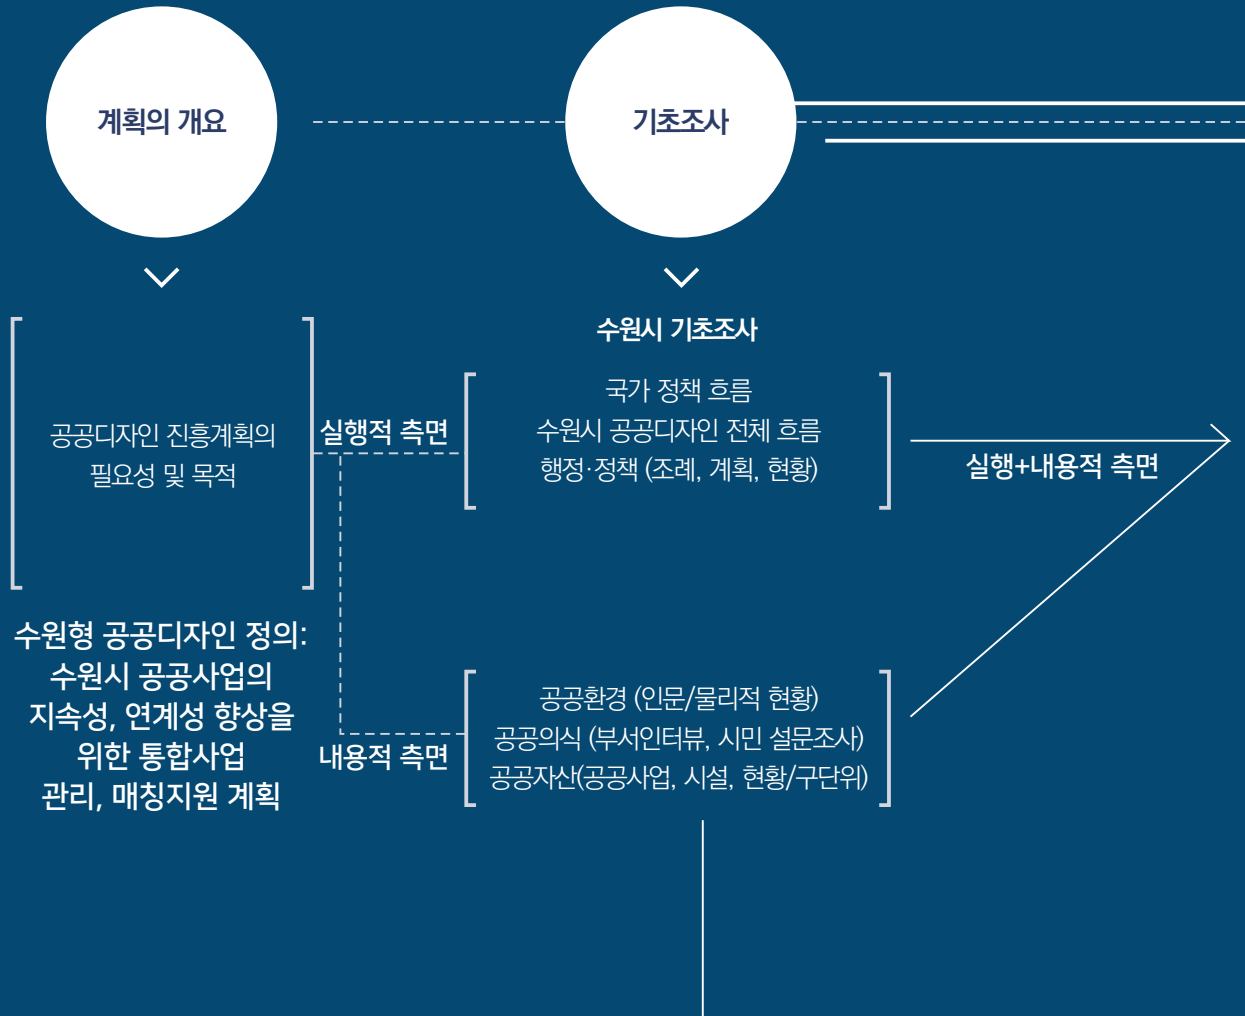 계획의 개요
기초조사
공공디자인 진흥계획의
필요성 및 목적
수원형 공공디자인 정의:
수원시 공공사업의
지속성, 연계성 향상을
위한 통합사업
관리, 매칭지원 계획
실행적 측면
내용적 측면
수원시 기초조사
국가 정책 흐름
수원시 공공디자인 전체 흐름
행정·정책 (조례, 계획, 현황)
공공환경 (인문/물리적 현황)
공공의식 (부서인터뷰, 시민 설문조사)
공공자산(공공사업, 시설, 현황/구단위)
실행+내용적 측면